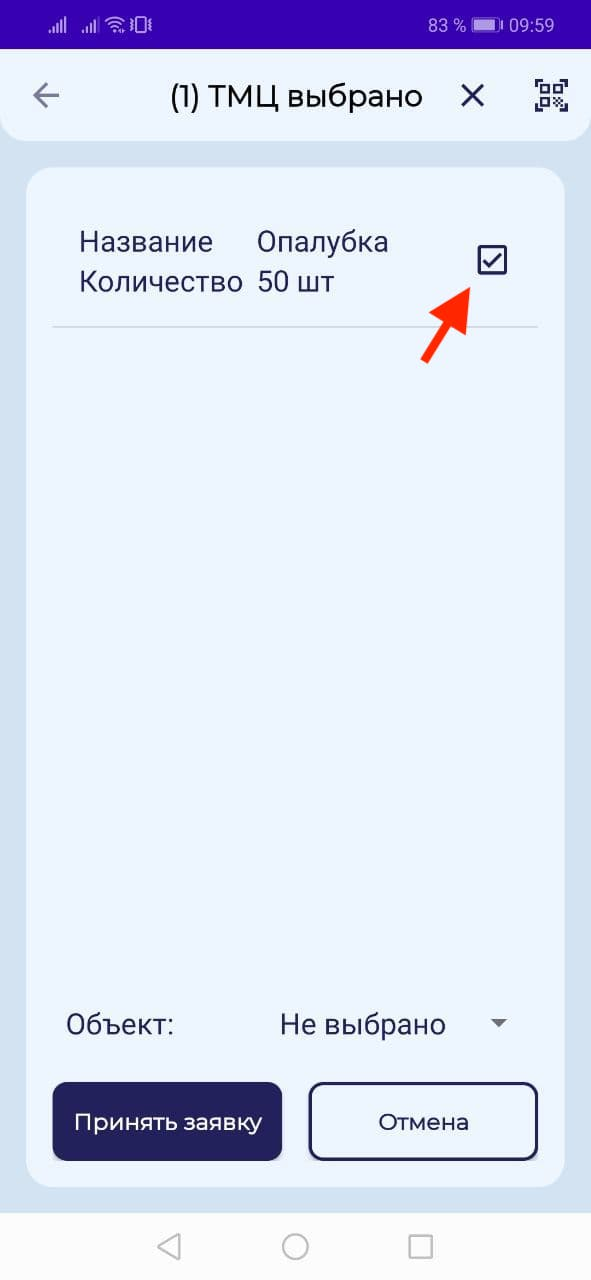 83 % 09:59
(1) ТМЦ выбрано
Название Опалубка
Количество 50 шт
Объект: Не выбрано
Принять заявку Отмена